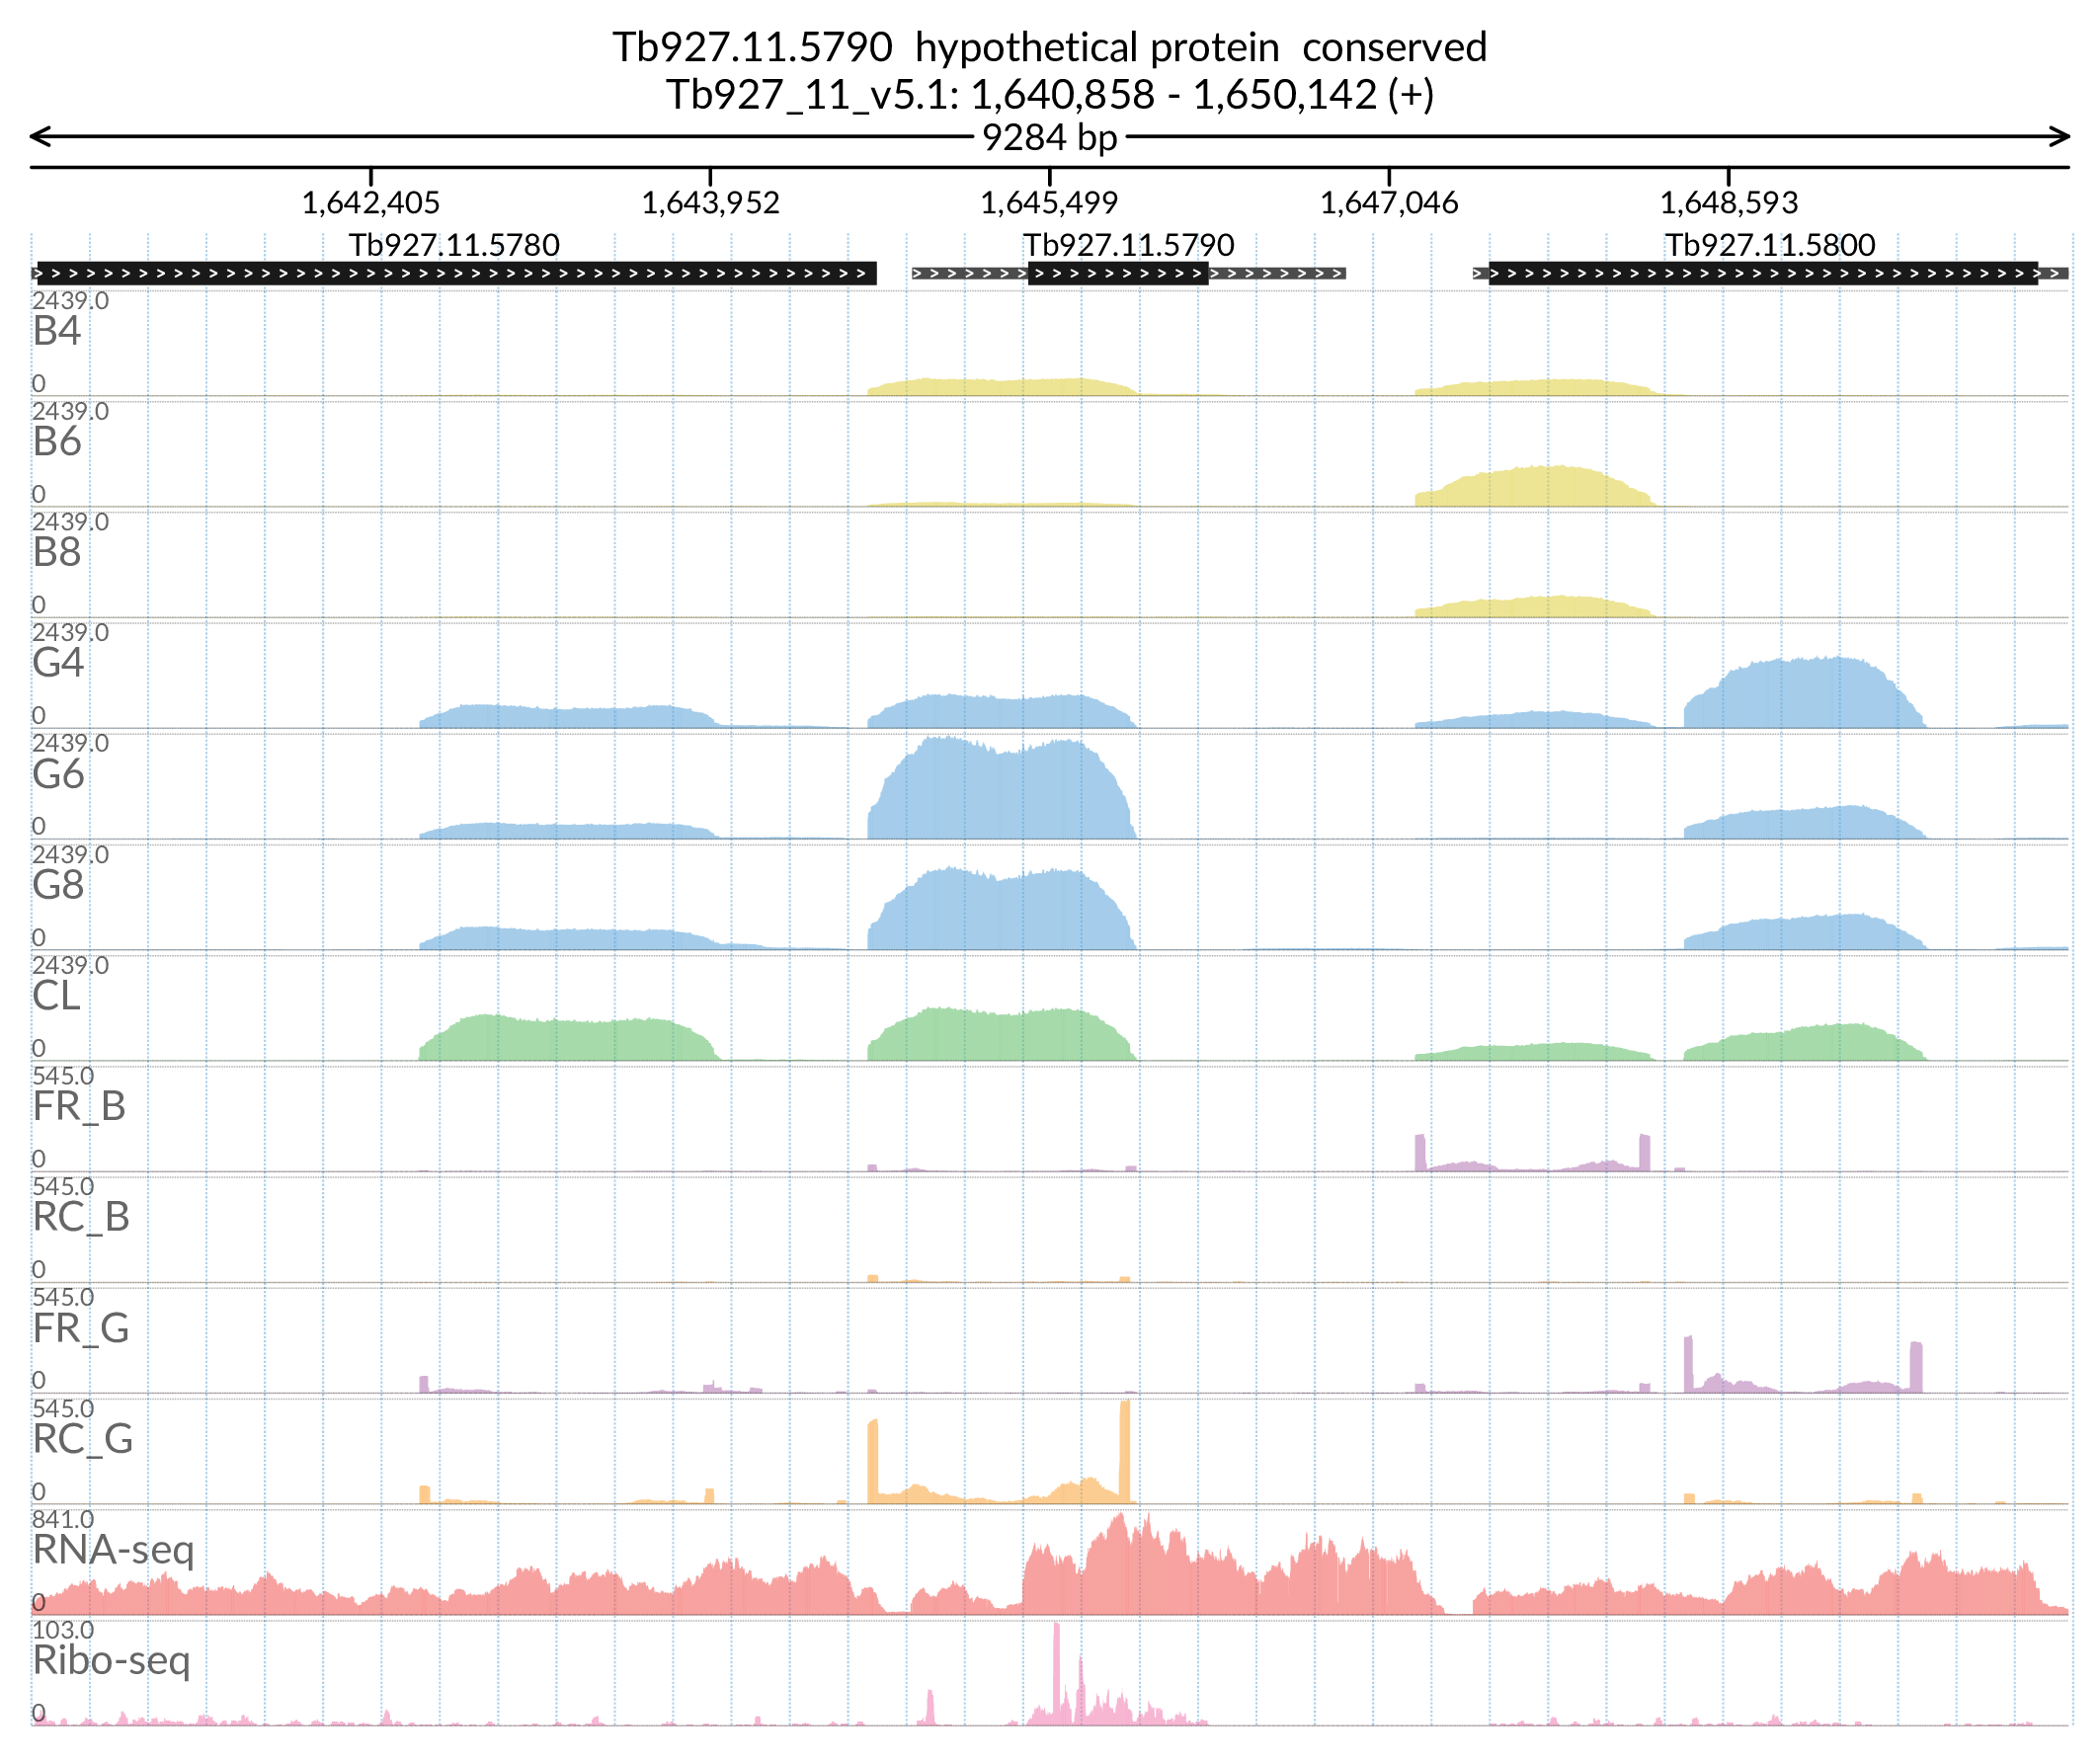 Tb927.11.5790 hypothetical protein conserved
Tb927_11_v5.1: 1,640,858 - 1,650,142 (+)
9284 bp
1,642,405 1,643,952 1,645,499 1,647,046 1,648,593
Tb927.11.5780 Tb927.11.5790 Tb927.11.5800
2439.0
B4
0
2439.0
B6
0
2439.0
B8
0
2439.0
G4
0
2439.0
G6
0
2439.0
G8
0
2439.0
CL
0
545.0
FR_B
0
545.0
RC_B
0
545.0
FR_G
0
545.0
RC_G
0
841.0
RNA-seq
0
103.0
Ribo-seq
0